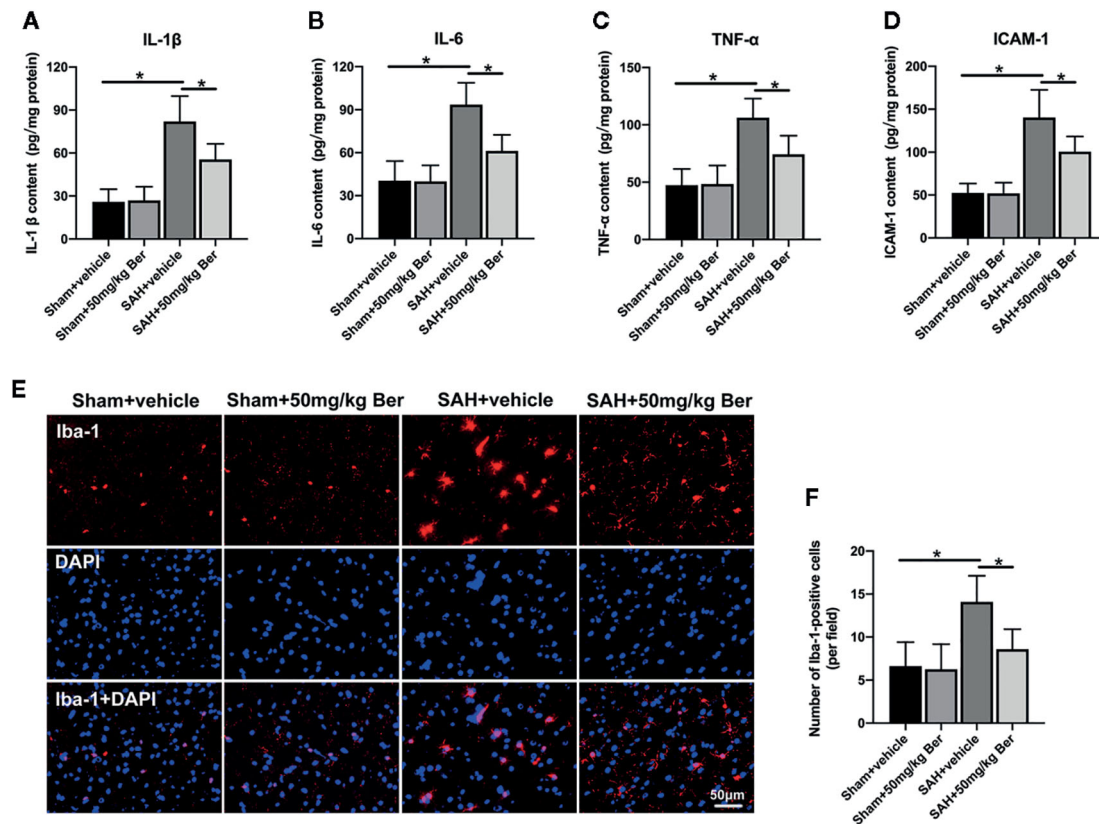 A
IL-1β
IL-1 β content (pg/mg protein)
120
90
60
30
0
*
*
Sham+vehicle
Sham+50mg/kg Ber
SAH+vehicle
SAH+50mg/kg Ber
B
IL-6
IL-6 content (pg/mg protein)
120
90
60
30
0
*
*
Sham+vehicle
Sham+50mg/kg Ber
SAH+vehicle
SAH+50mg/kg Ber
C
TNF-α
TNF-α content (pg/mg protein)
150
100
50
0
*
*
Sham+vehicle
Sham+50mg/kg Ber
SAH+vehicle
SAH+50mg/kg Ber
D
ICAM-1
ICAM-1 content (pg/mg protein)
200
150
100
50
0
*
*
Sham+vehicle
Sham+50mg/kg Ber
SAH+vehicle
SAH+50mg/kg Ber
E
Sham+vehicle Sham+50mg/kg Ber SAH+vehicle SAH+50mg/kg Ber
Iba-1
DAPI
Iba-1+DAPI
50μm
F
Number of Iba-1-positive cells
(per field)
20
15
10
5
0
*
*
Sham+vehicle
Sham+50mg/kg Ber
SAH+vehicle
SAH+50mg/kg Ber